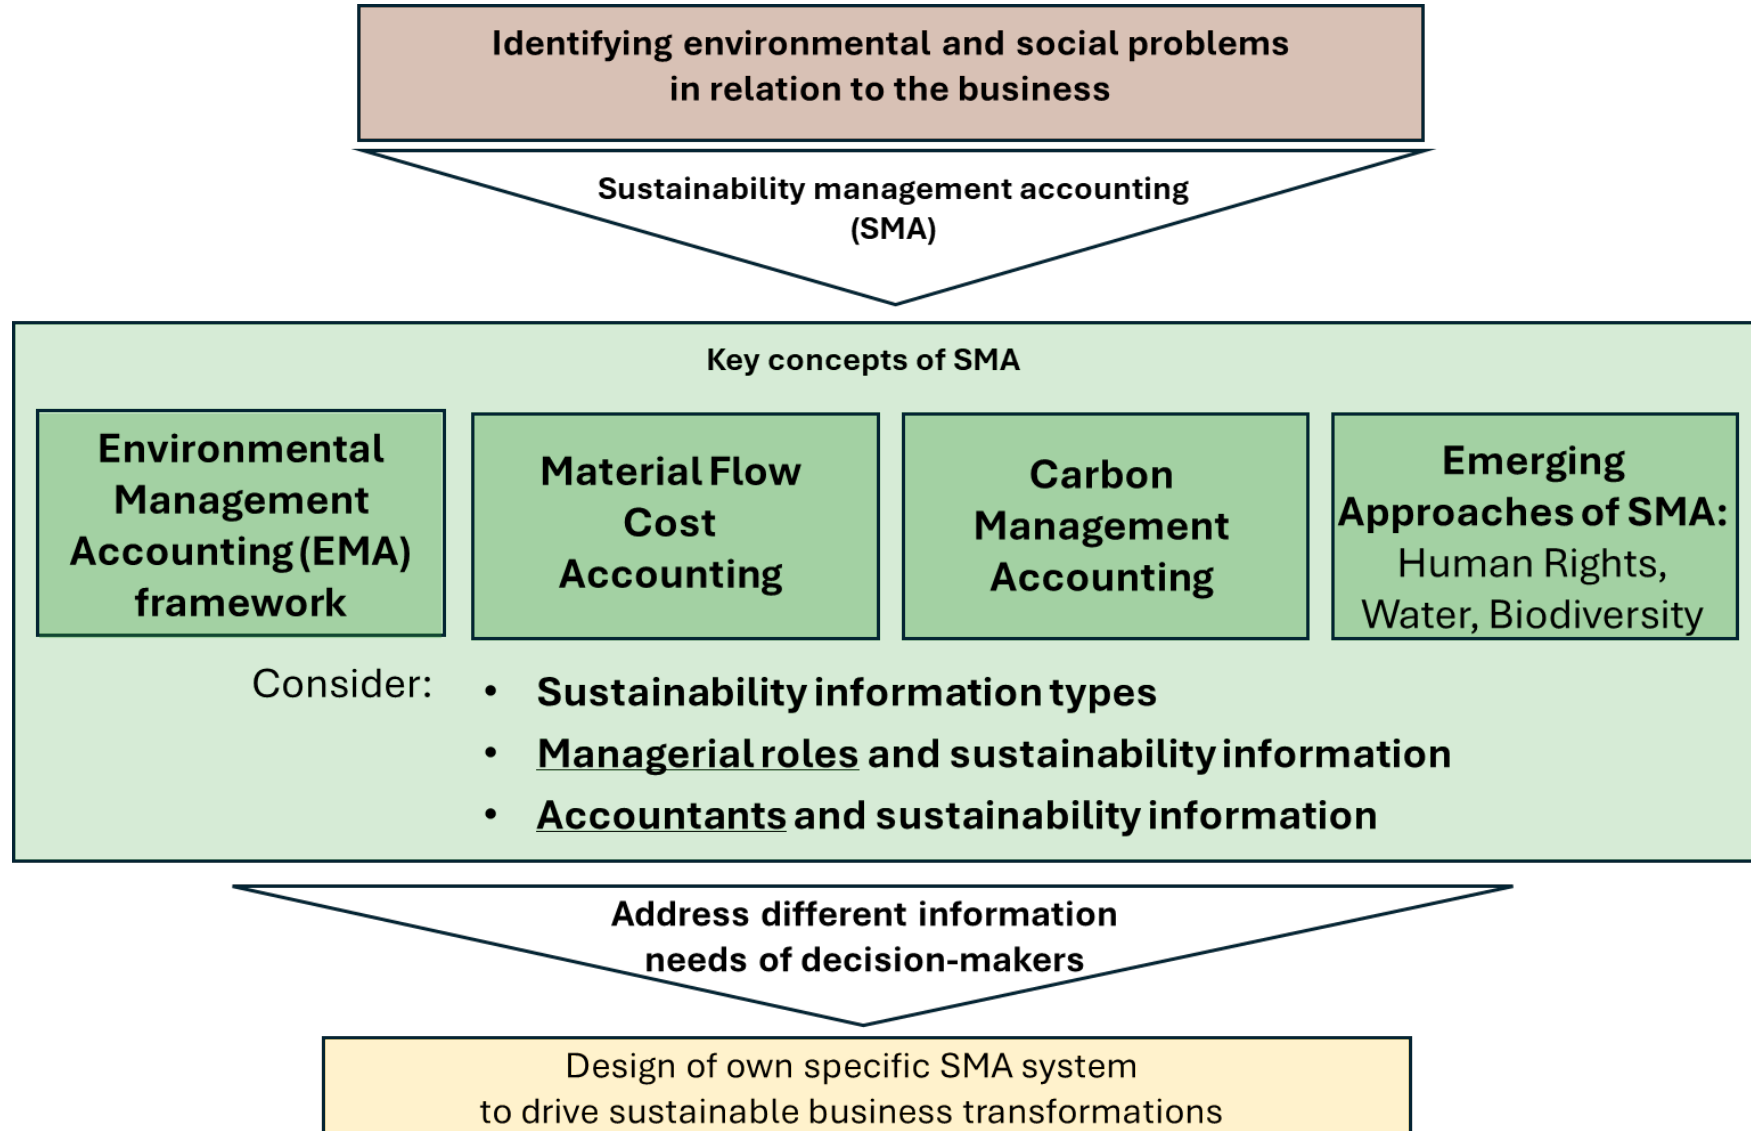 Identifying environmental and social problems
in relation to the business
Sustainability management accounting
(SMA)
Key concepts of SMA
Environmental
Management
Accounting (EMA)
framework
Material Flow
Cost
Accounting
Carbon
Management
Accounting
Emerging
Approaches of SMA:
Human Rights,
Water, Biodiversity
Consider:
• Sustainability information types
• Managerial roles and sustainability information
• Accountants and sustainability information
Address different information
needs of decision-makers
Design of own specific SMA system
to drive sustainable business transformations